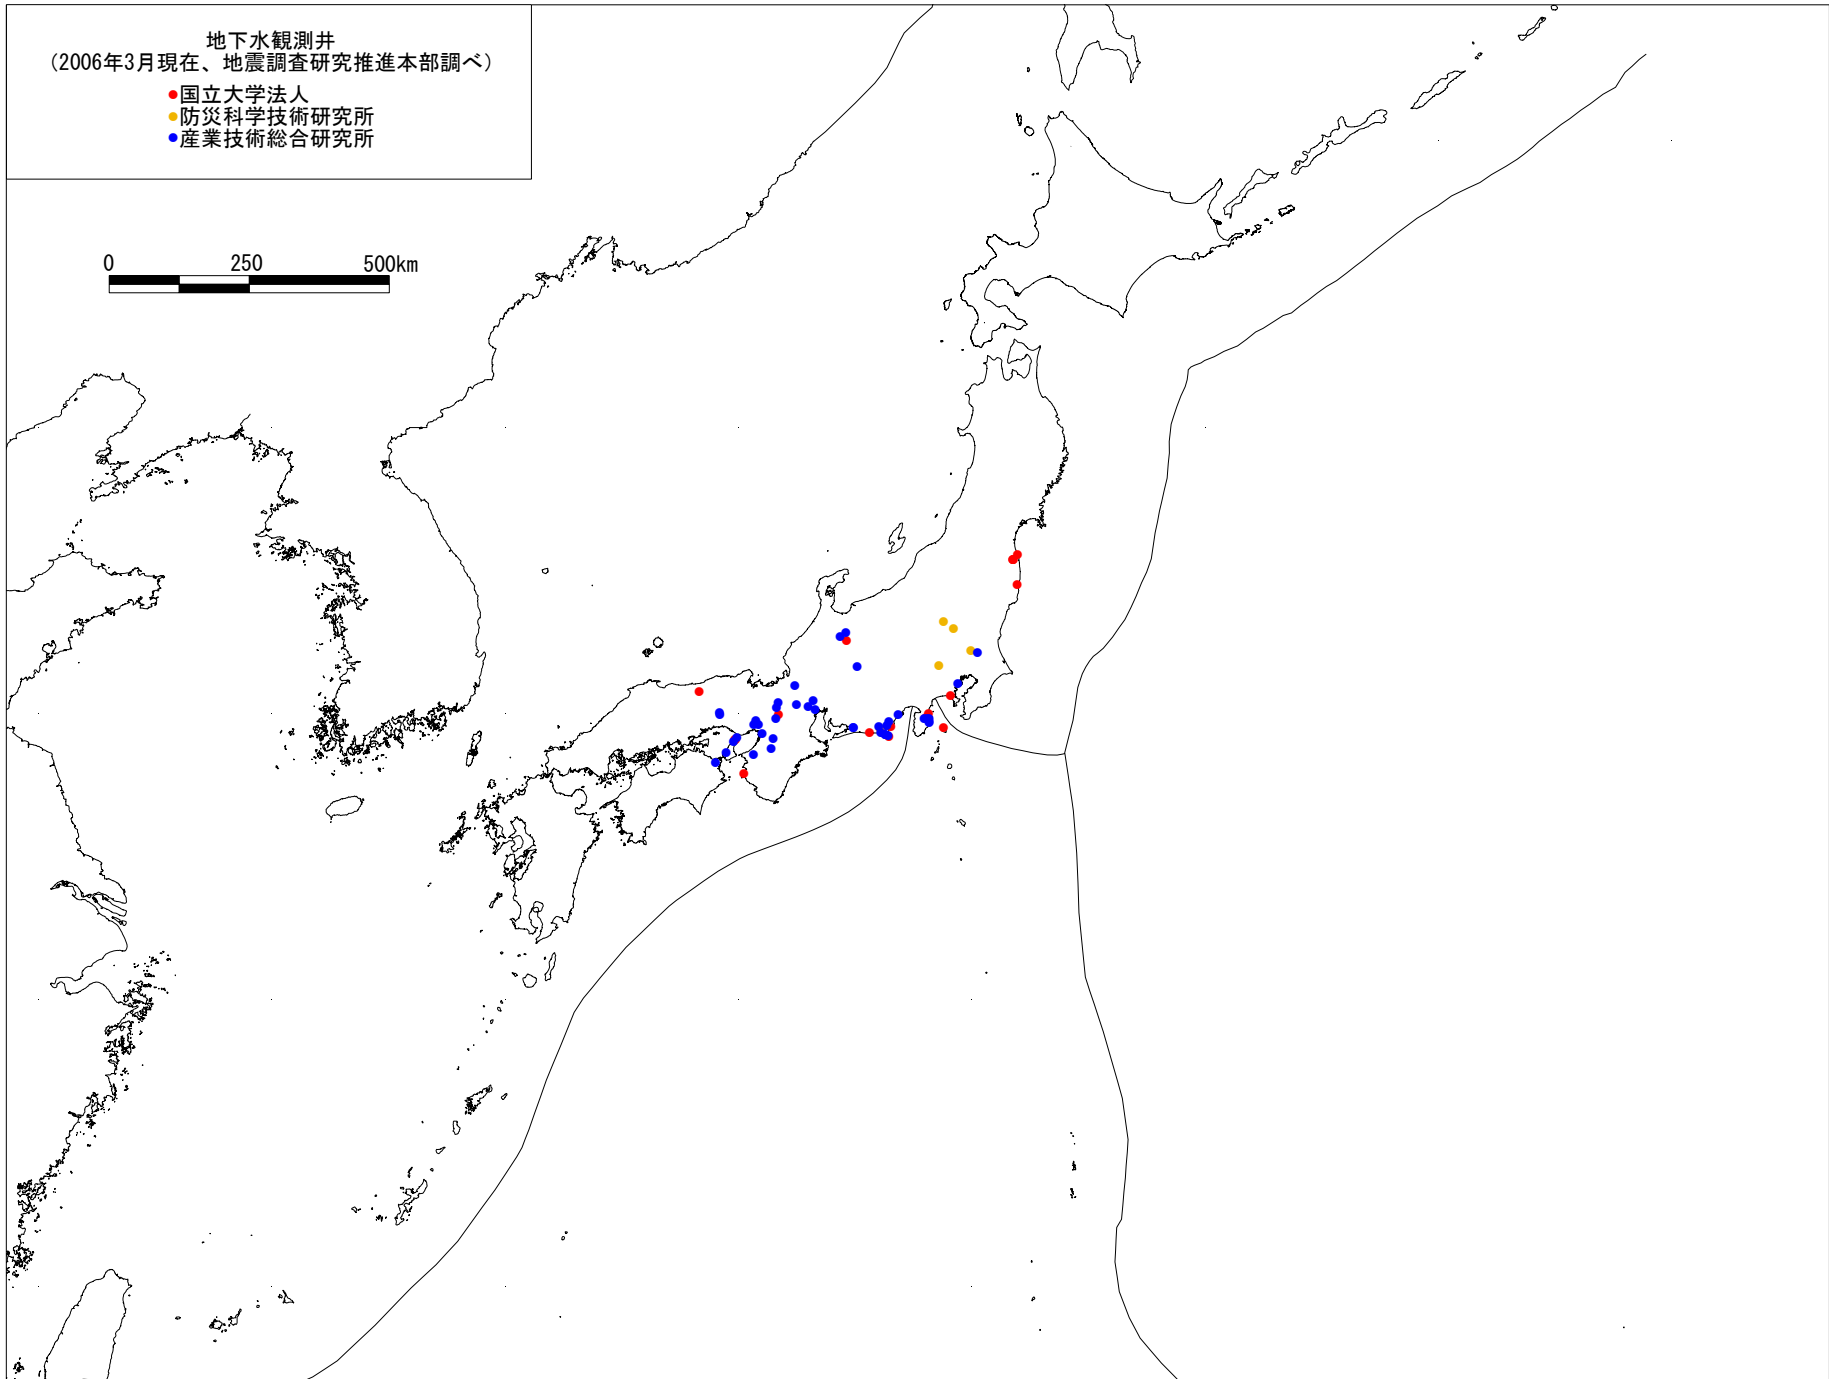 地下水観測井
（2006年3月現在、地震調査研究推進本部調べ）
国立大学法人
防災科学技術研究所
産業技術総合研究所
0 250 500km